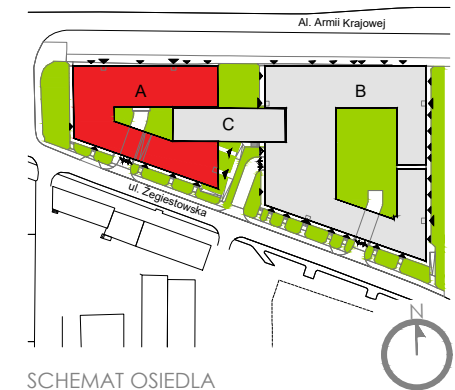 Al. Armii Krajowej
A
B
C
ul. Żegiestowska
N
SCHEMAT OSIEDLA